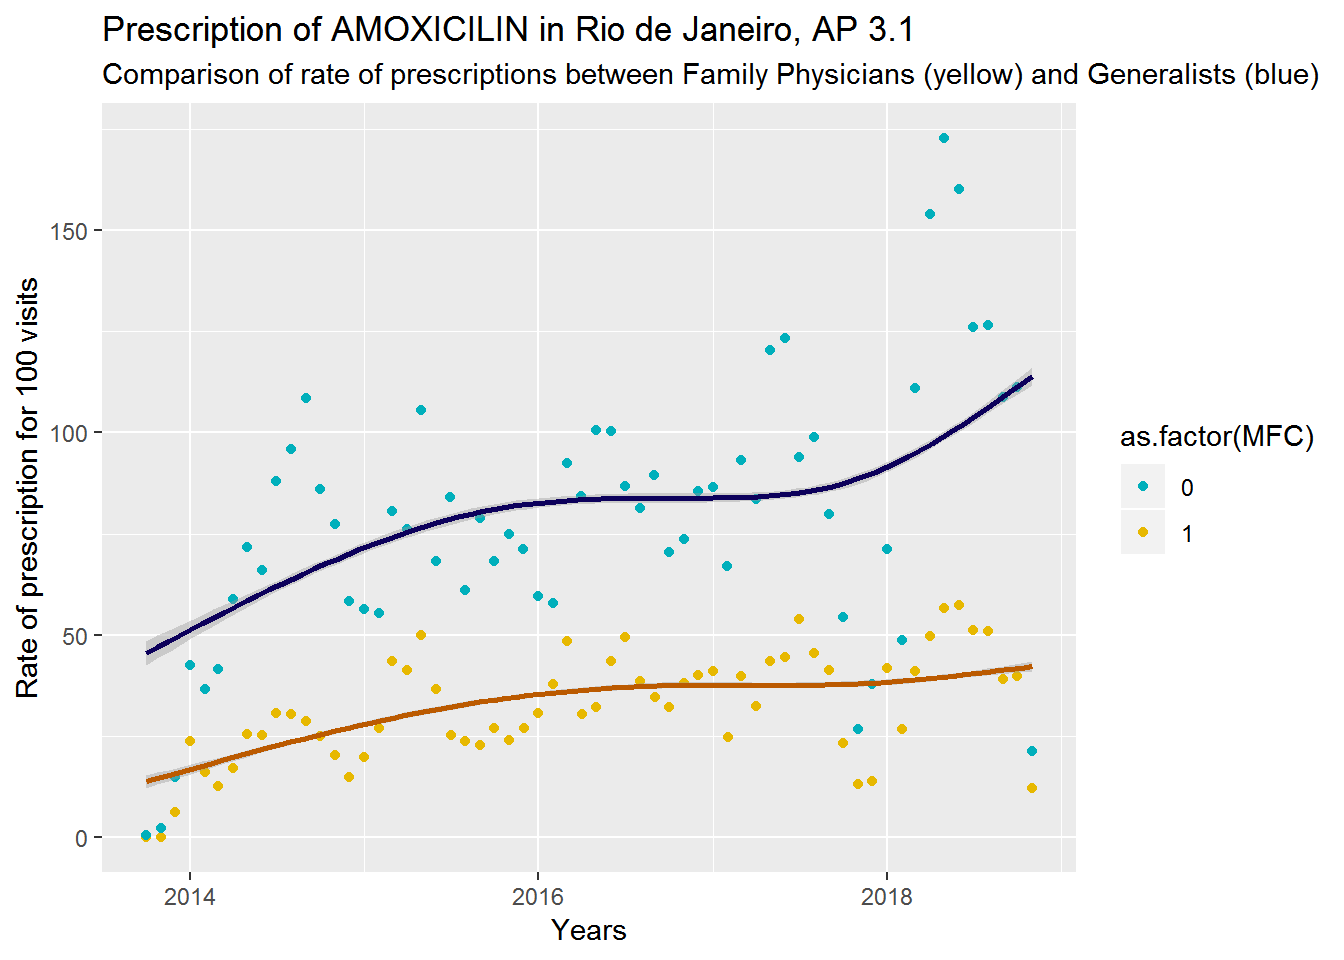 Prescription of AMOXICILIN in Rio de Janeiro, AP 3.1
Comparison of rate of prescriptions between Family Physicians (yellow) and Generalists (blue)
Rate of prescription for 100 visits
150
100
50
0
2014
2016
2018
Years
as.factor(MFC)
0
1